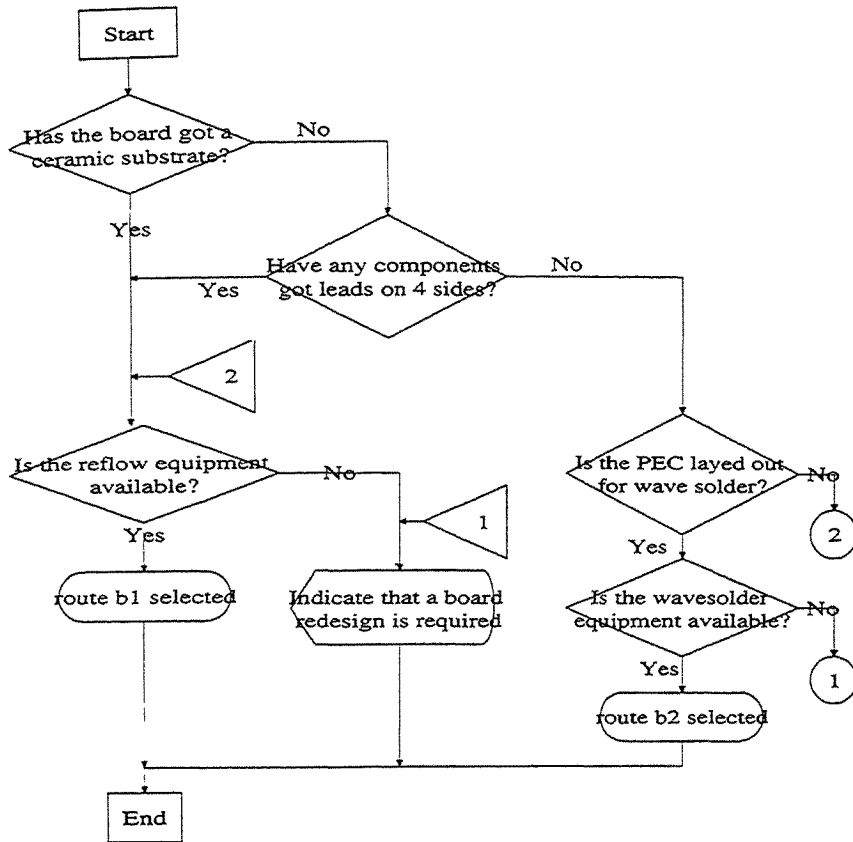 Start
Has the board got a
ceramic substrate?
No
Yes
Have any components
got leads on 4 sides?
Yes
No
2
Is the reflow equipment
available?
No
Yes
1
Is the PEC layed out
for wave solder?
No
2
Yes
route b1 selected
Indicate that a board
redesign is required
Is the wavesolder
equipment available?
No
1
Yes
route b2 selected
End